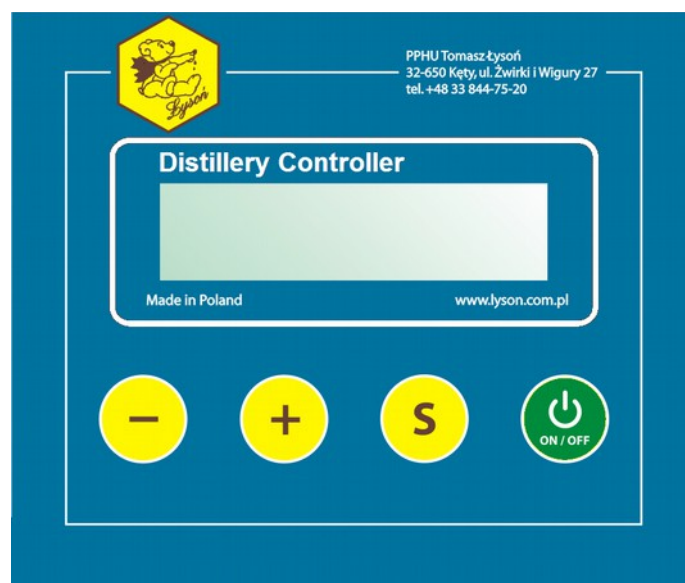 Łysoń
PPHU Tomasz Łysoń
32-650 Kęty, ul. Żwirki i Wigury 27
tel. +48 33 844-75-20
Distillery Controller
Made in Poland
www.lyson.com.pl
− + S
ON / OFF